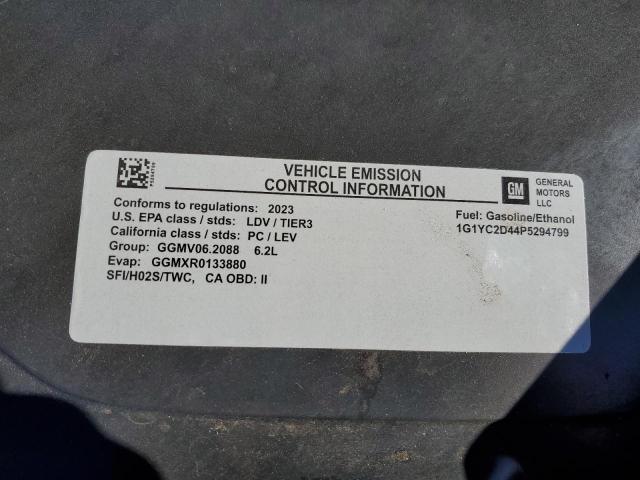 VEHICLE EMISSION
CONTROL INFORMATION
GM
GENERAL
MOTORS
LLC
Conforms to regulations: 2023
U.S. EPA class / stds: LDV / TIER3
California class / stds: PC / LEV
Group: GGMV06.2088 6.2L
Evap: GGMXR0133880
SFI/H02S/TWC, CA OBD: II
Fuel: Gasoline/Ethanol
1G1YC2D44P5294799